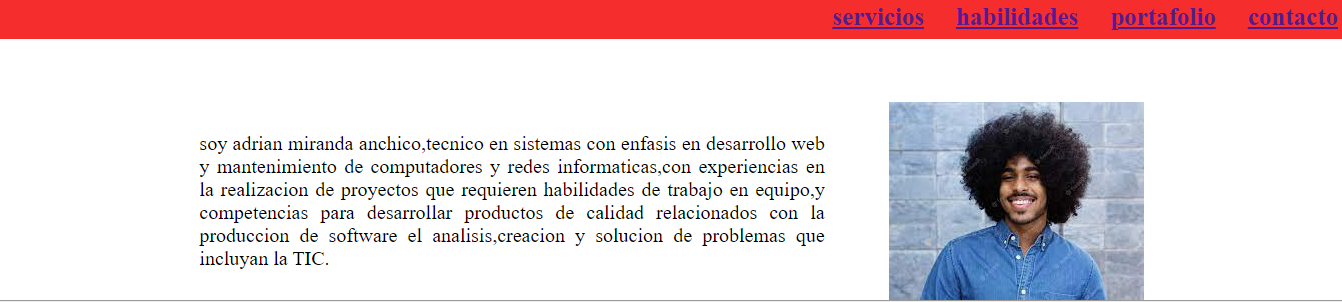 servicios habilidades portafolio contacto
soy adrian miranda anchico,tecnico en sistemas con enfasis en desarrollo web
y mantenimiento de computadores y redes informaticas,con experiencias en
la realizacion de proyectos que requieren habilidades de trabajo en equipo,y
competencias para desarrollar productos de calidad relacionados con la
produccion de software el analisis,creacion y solucion de problemas que
incluyan la TIC.